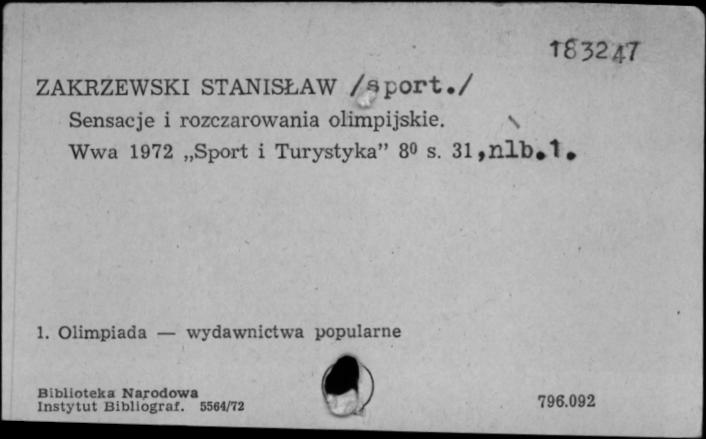 183247
ZAKRZEWSKI STANISŁAW /sport./
Sensacje i rozczarowania olimpijskie.
Wwa 1972 „Sport i Turystyka” 8⁰ s. 31,nlb.1.
1. Olimpiada — wydawnictwa popularne
Biblioteka Narodowa
Instytut Bibliograf. 5564/72
796.092